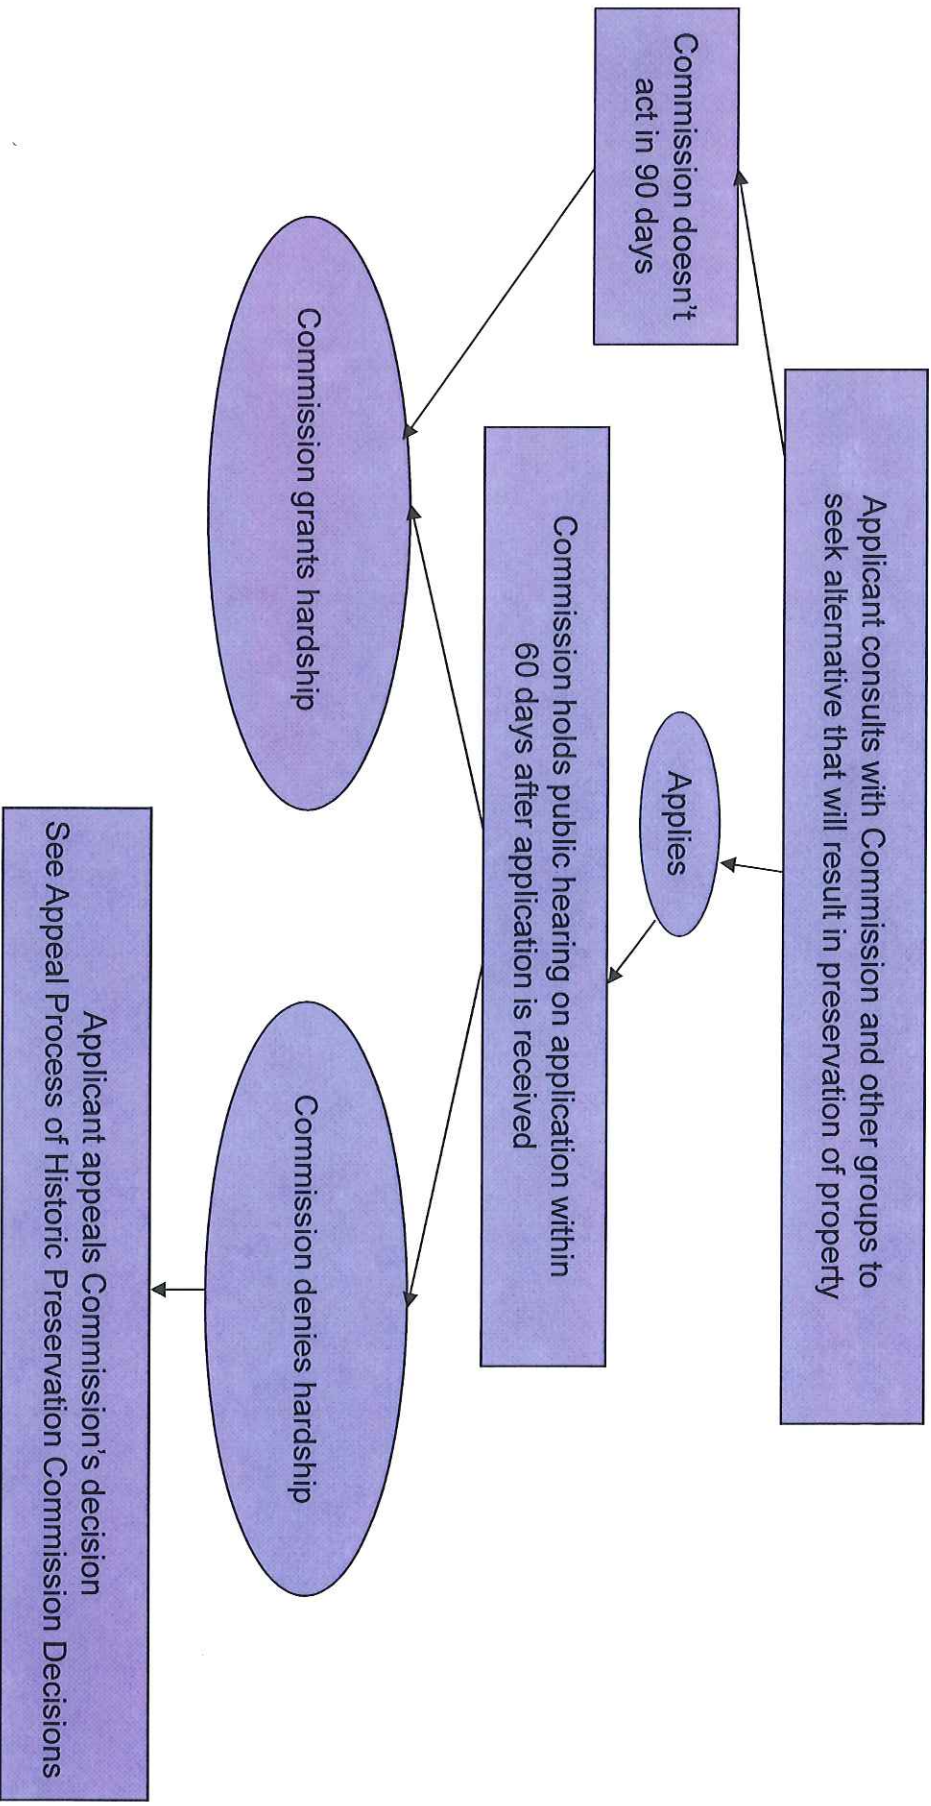 Applicant consults with Commission and other groups to
seek alternative that will result in preservation of property
Commission doesn't
act in 90 days
Applies
Commission holds public hearing on application within
60 days after application is received
Commission grants hardship
Commission denies hardship
Applicant appeals Commission's decision
See Appeal Process of Historic Preservation Commission Decisions